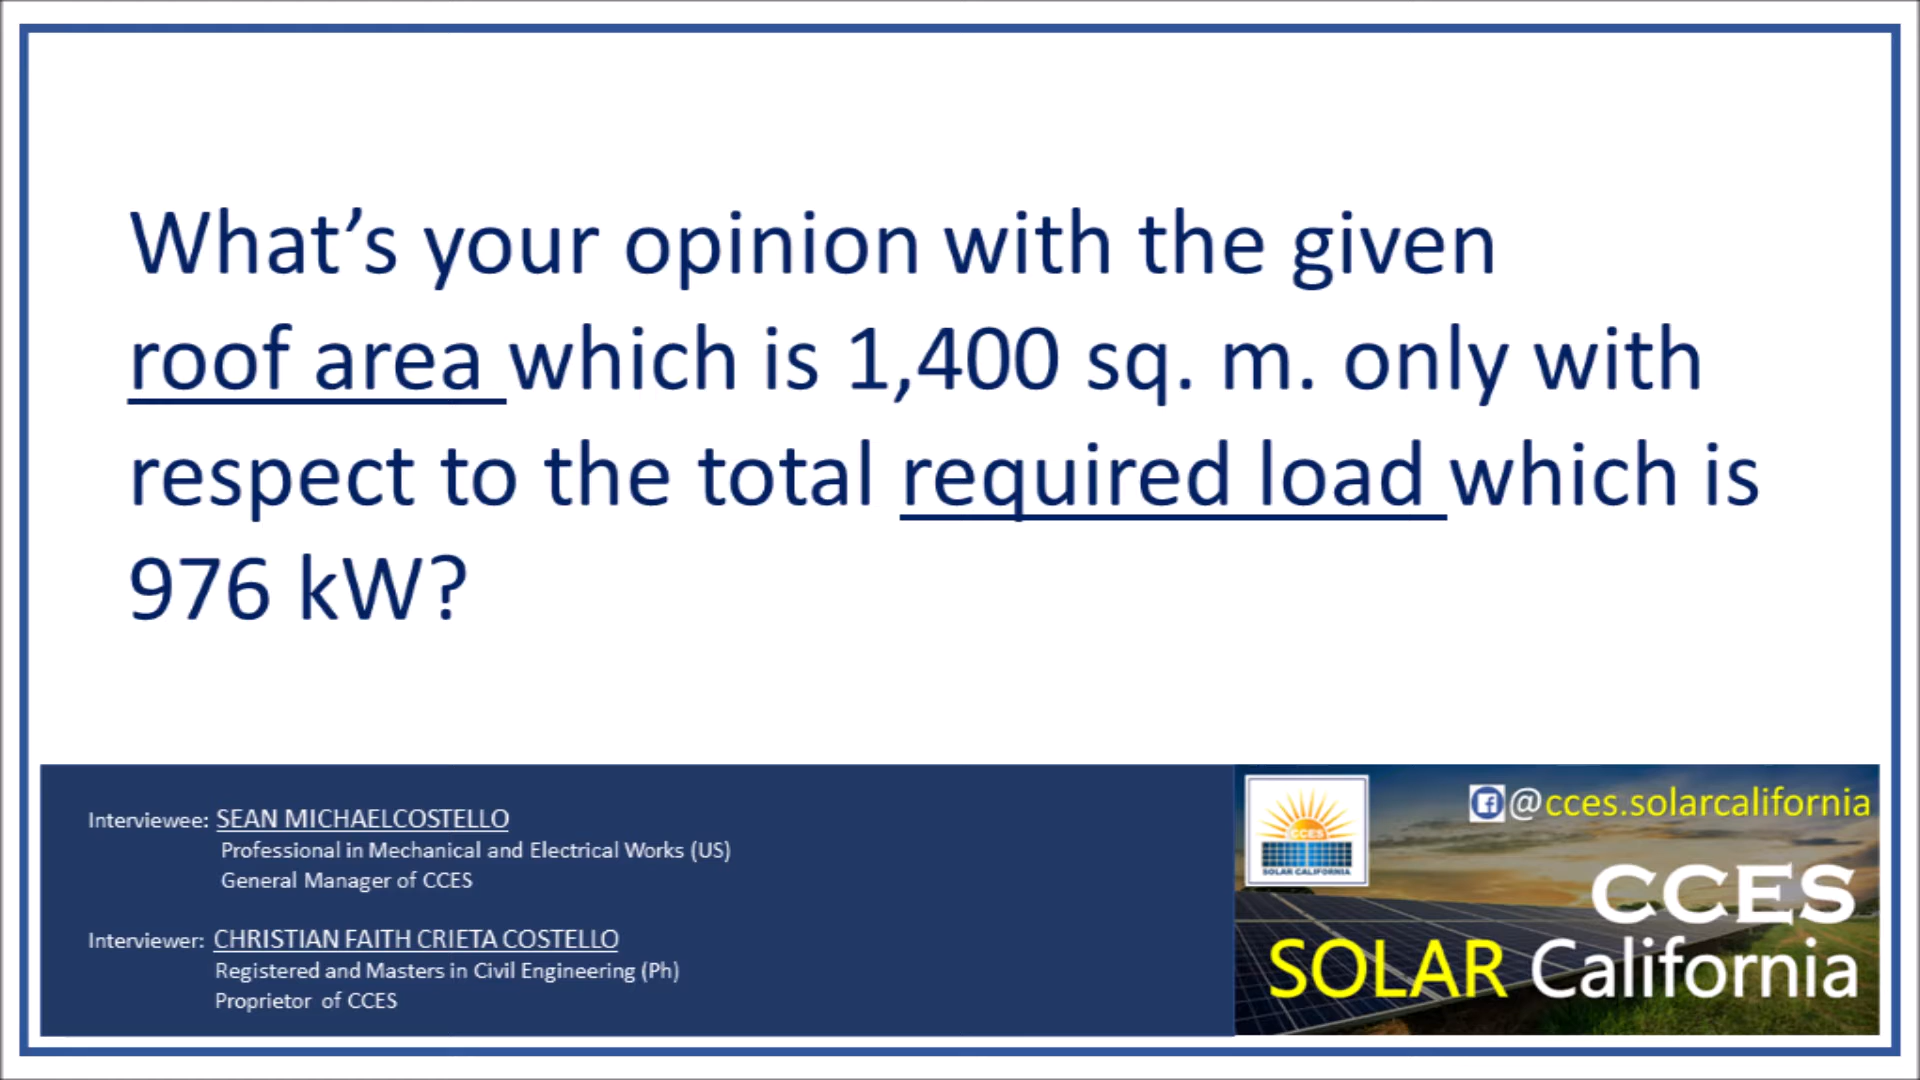 What’s your opinion with the given
roof area which is 1,400 sq. m. only with
respect to the total required load which is
976 kW?
Interviewee: SEAN MICHAELCOSTELLO
Professional in Mechanical and Electrical Works (US)
General Manager of CCES
Interviewer: CHRISTIAN FAITH CRIETA COSTELLO
Registered and Masters in Civil Engineering (Ph)
Proprietor of CCES
CCES
SOLAR CALIFORNIA
@cces.solarcalifornia
CCES
SOLAR California